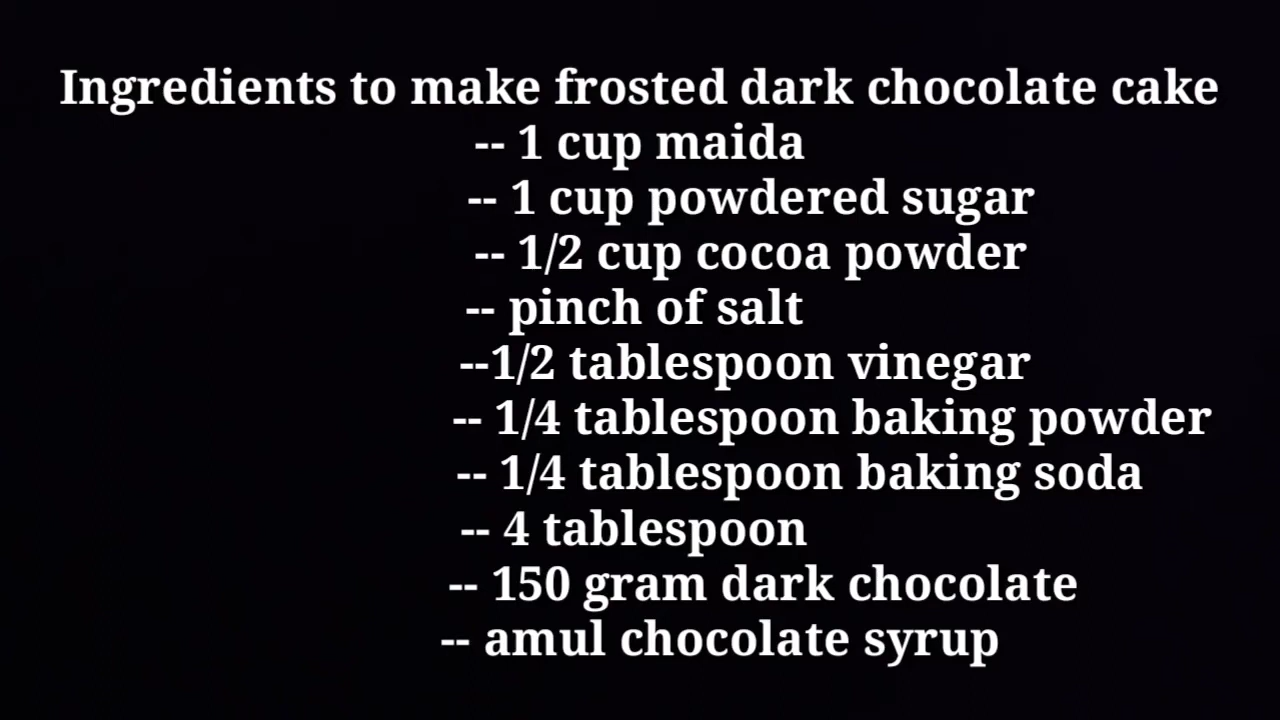 Ingredients to make frosted dark chocolate cake
-- 1 cup maida
-- 1 cup powdered sugar
-- 1/2 cup cocoa powder
-- pinch of salt
--1/2 tablespoon vinegar
-- 1/4 tablespoon baking powder
-- 1/4 tablespoon baking soda
-- 4 tablespoon
-- 150 gram dark chocolate
-- amul chocolate syrup